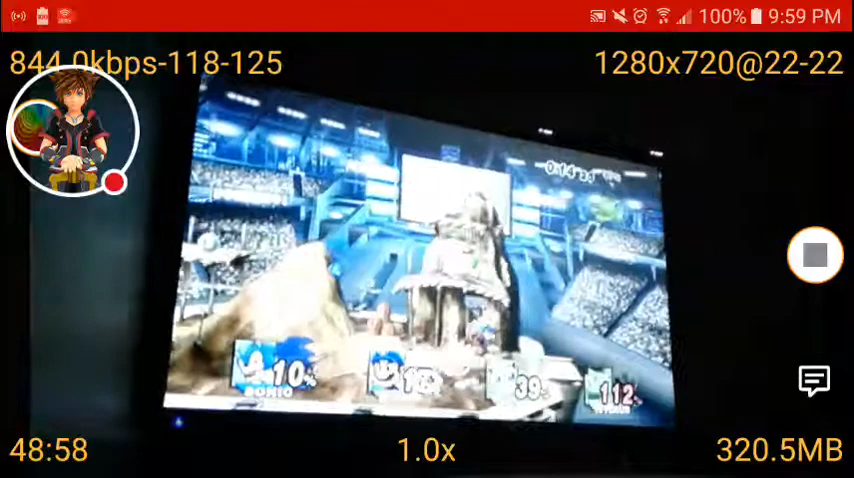 100% 9:59 PM
844.0kbps-118-125
1280x720@22-22
10%
SONIC
39%
112%
48:58
1.0x
320.5MB